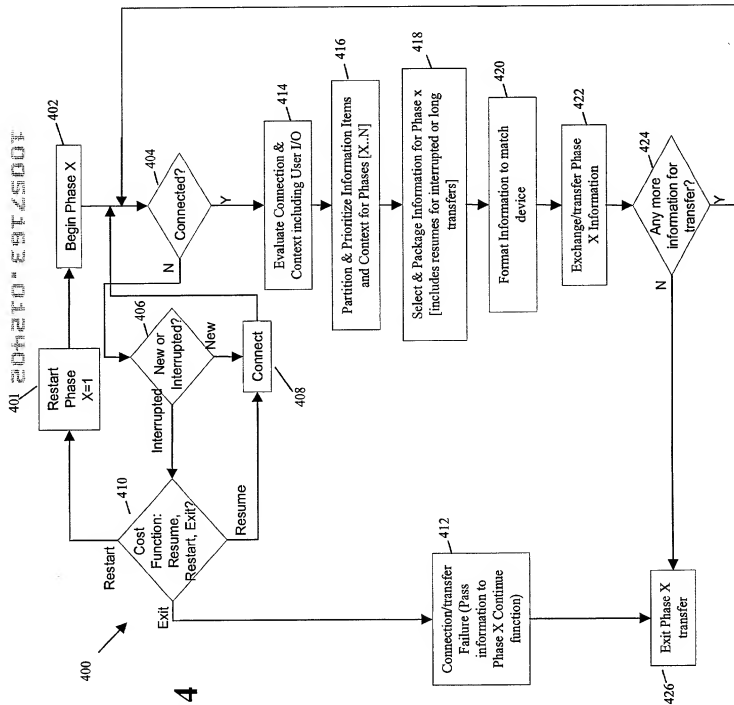 401
Restart
Phase
X=1
402
Begin Phase X
404
Connected?
N
Y
406
New or
Interrupted?
Interrupted
New
Connect
408
410
Cost
Function:
Resume,
Restart, Exit?
Restart
Resume
Exit
400
4
414
Evaluate Connection &
Context including User I/O
416
Partition & Prioritize Information Items
and Context for Phases [X..N]
418
Select & Package Information for Phase x
[includes resumes for interrupted or long
transfers]
420
Format Information to match
device
422
Exchange/transfer Phase
X Information
424
Any more
information for
transfer?
N
Y
412
Connection/transfer
Failure (Pass
information to
Phase X Continue
function)
Exit Phase X
transfer
426